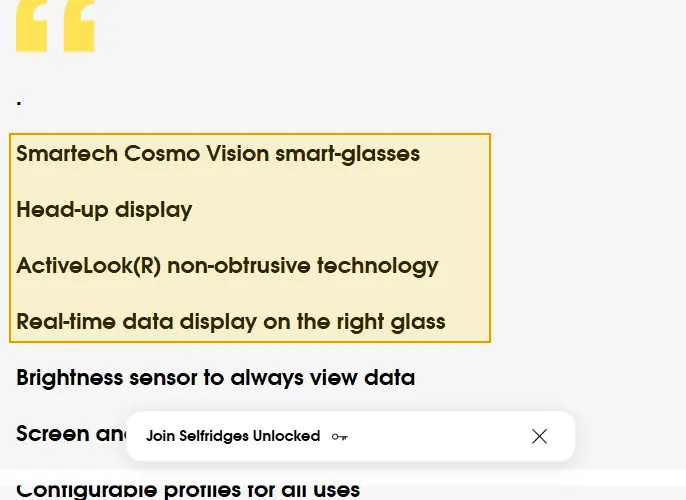 .
Smartech Cosmo Vision smart-glasses
Head-up display
ActiveLook(R) non-obtrusive technology
Real-time data display on the right glass
Brightness sensor to always view data
Screen
Join Selfridges Unlocked
Configurable profiles for all uses